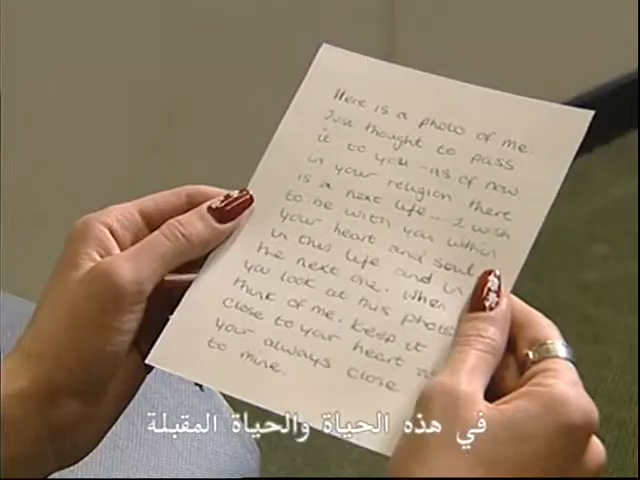 Here is a photo of me.
Just thought to pass
it to you - as of now
in your religion there
is a next life... I wish
to be with you within
your heart and soul
in this life and in
the next one. When
you look at this photo
think of me. Keep it
close to your heart as
your always close
to mine.
في هذه الحياة والحياة المقبلة